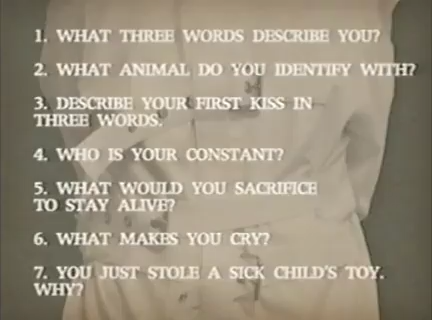 1. WHAT THREE WORDS DESCRIBE YOU?
2. WHAT ANIMAL DO YOU IDENTIFY WITH?
3. DESCRIBE YOUR FIRST KISS IN
THREE WORDS.
4. WHO IS YOUR CONSTANT?
5. WHAT WOULD YOU SACRIFICE
TO STAY ALIVE?
6. WHAT MAKES YOU CRY?
7. YOU JUST STOLE A SICK CHILD'S TOY.
WHY?